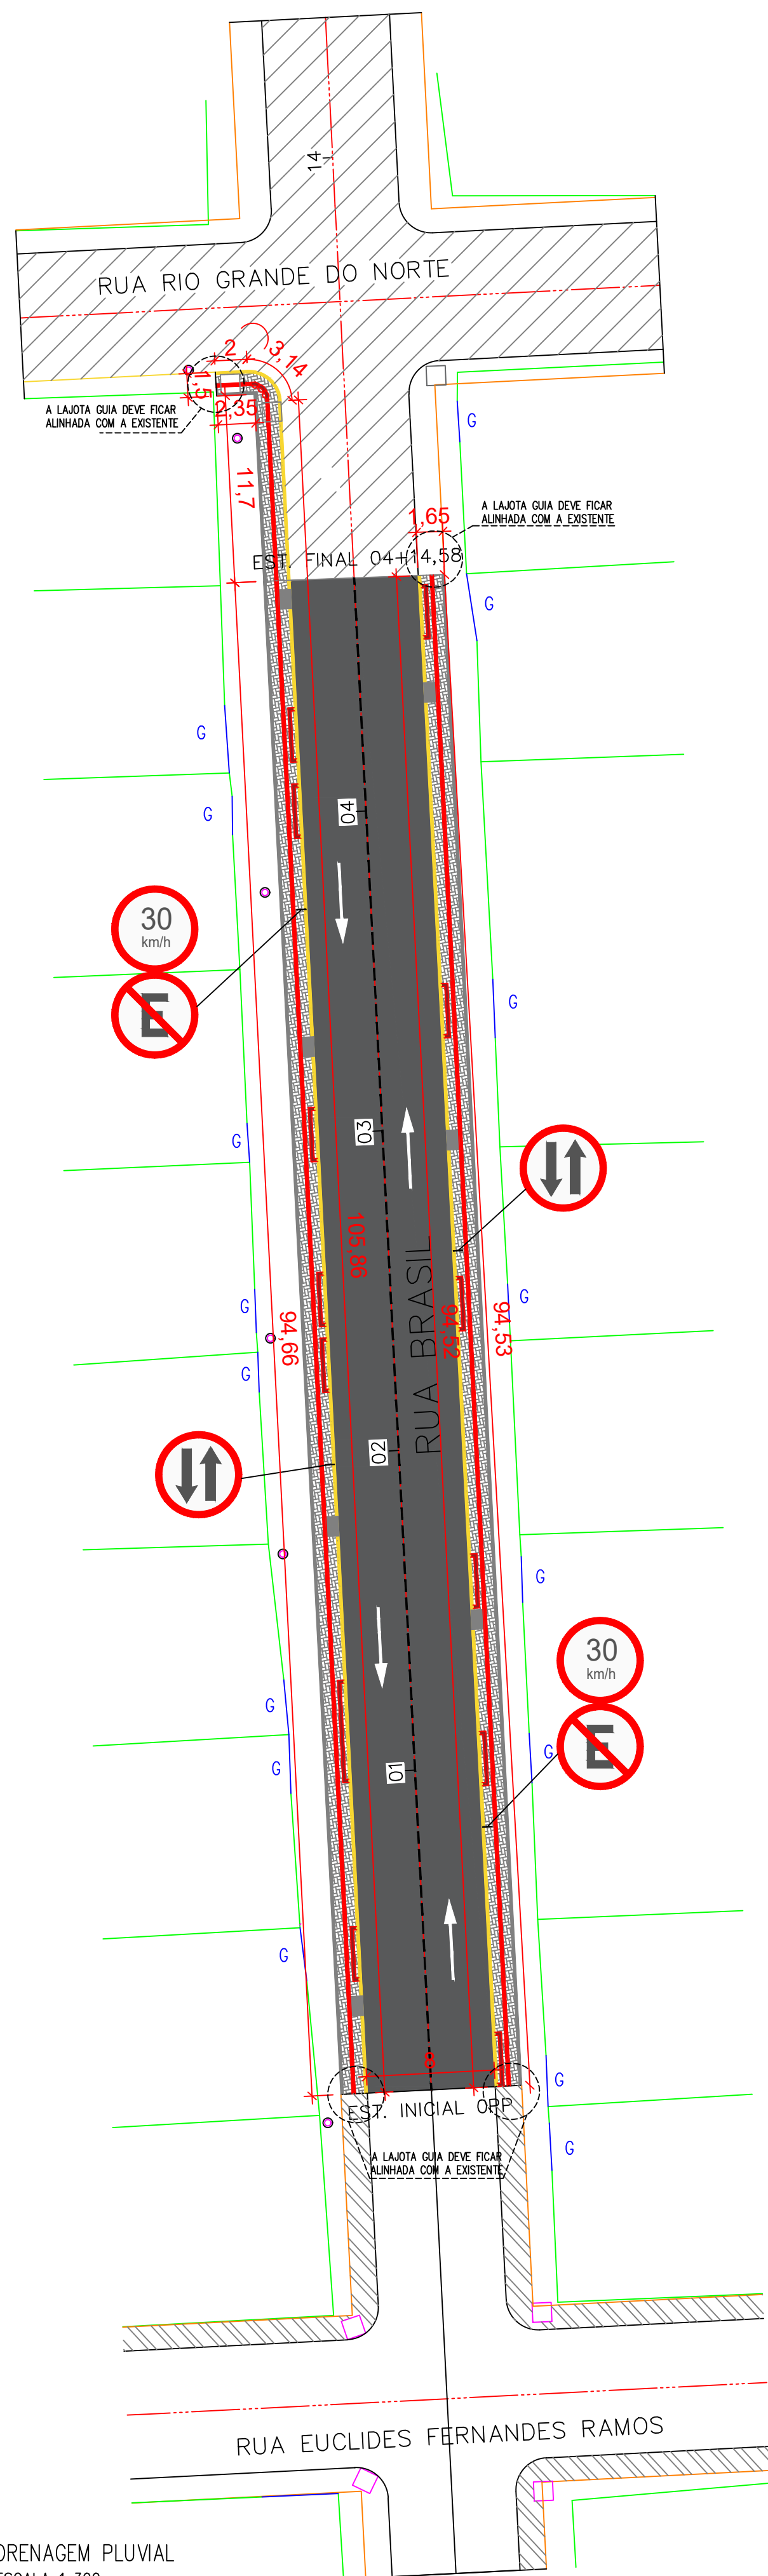 14
RUA RIO GRANDE DO NORTE
2
3,14
1,5
2,35
A LAJOTA GUIA DEVE FICAR
ALINHADA COM A EXISTENTE
11,7
G
A LAJOTA GUIA DEVE FICAR
ALINHADA COM A EXISTENTE
1,65
EST. FINAL 04+14,58
G
G
G
04
30
km/h
E
G
03
G
105,86
RUA BRASIL
94,66
94,52
94,53
G
G
G
02
G
30
km/h
E
G
G
G
01
G
8
G
EST. INICIAL 0PP
G
A LAJOTA GUIA DEVE FICAR
ALINHADA COM A EXISTENTE
RUA EUCLIDES FERNANDES RAMOS
DRENAGEM PLUVIAL